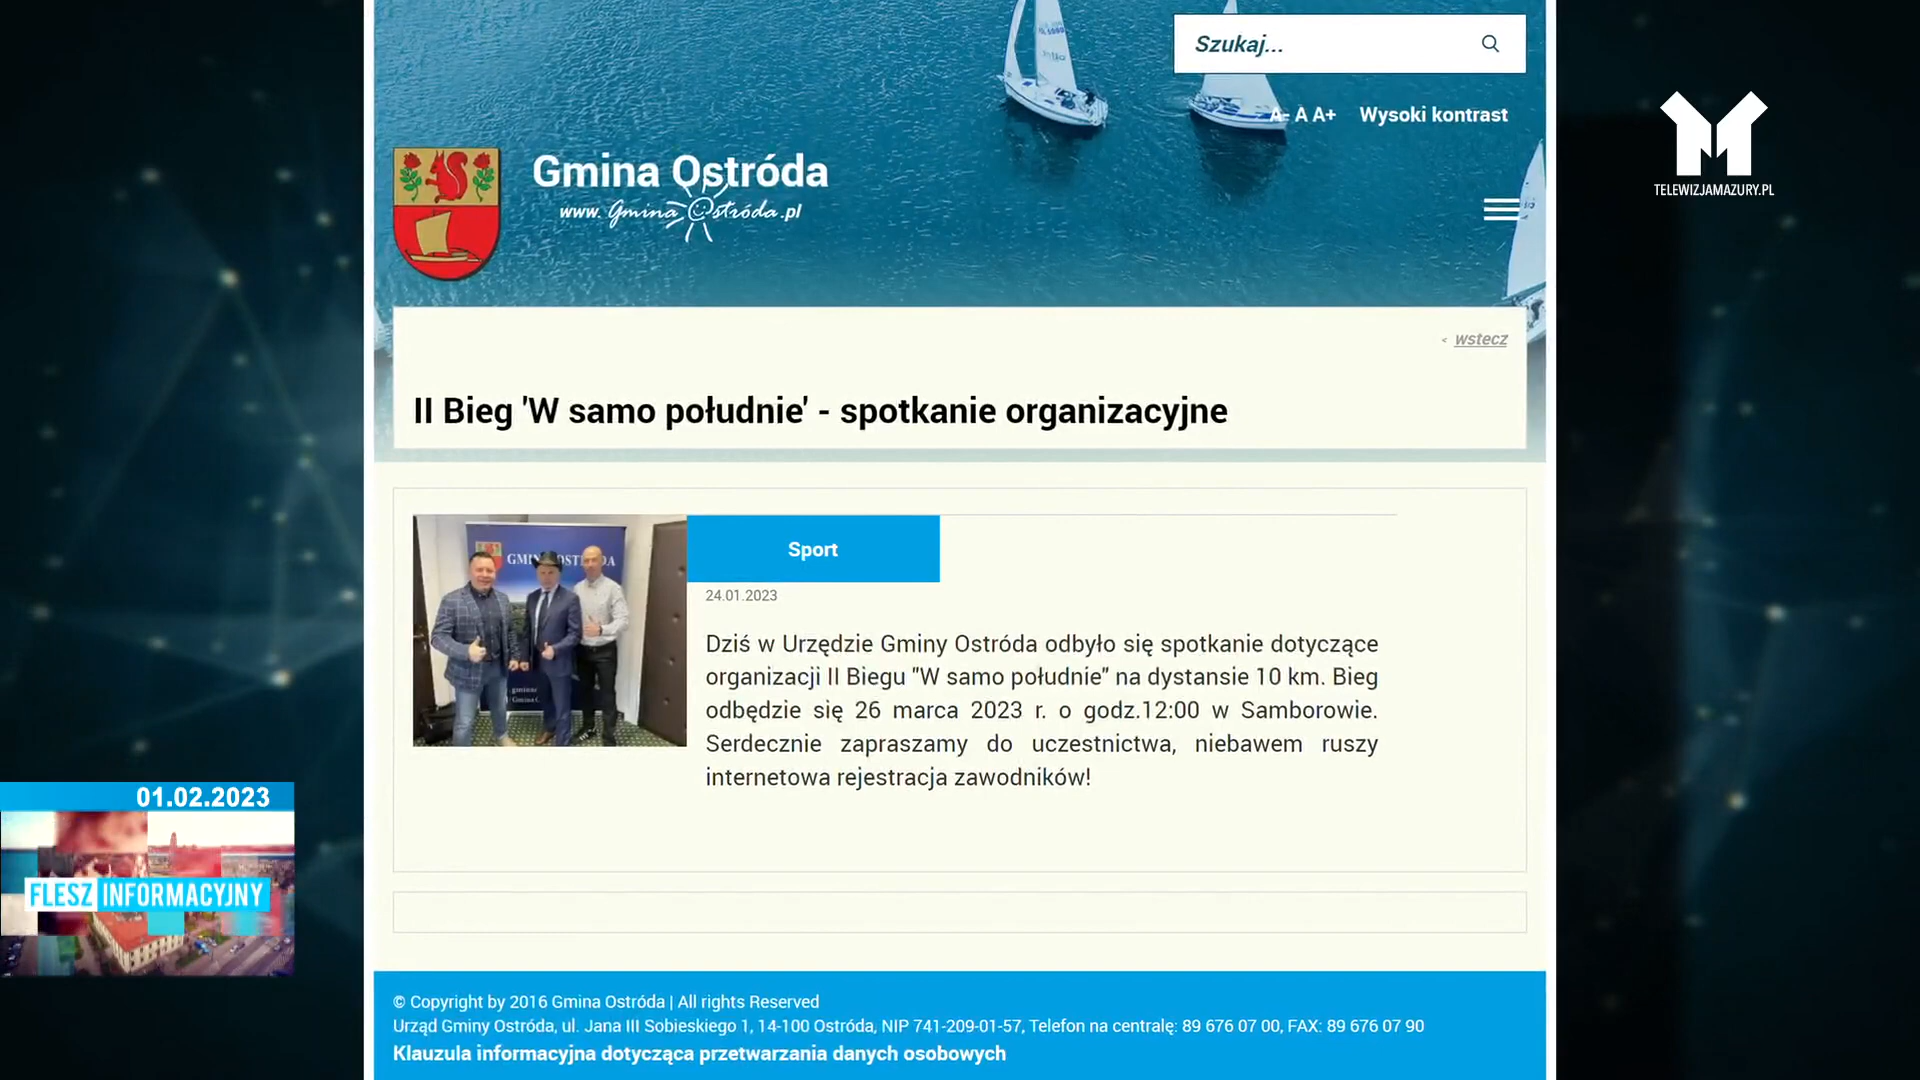 Szukaj...
A- A A+ Wysoki kontrast
TELEWIZJAMAZURY.PL
Gmina Ostróda
www.GminaOstróda.pl
< wstecz
II Bieg 'W samo południe' - spotkanie organizacyjne
GMINA OSTRÓDA
Sport
24.01.2023
Dziś w Urzędzie Gminy Ostróda odbyło się spotkanie dotyczące
organizacji II Biegu "W samo południe" na dystansie 10 km. Bieg
odbędzie się 26 marca 2023 r. o godz.12:00 w Samborowie.
Serdecznie zapraszamy do uczestnictwa, niebawem ruszy
internetowa rejestracja zawodników!
01.02.2023
FLESZ INFORMACYJNY
© Copyright by 2016 Gmina Ostróda | All rights Reserved
Urząd Gminy Ostróda, ul. Jana III Sobieskiego 1, 14-100 Ostróda, NIP 741-209-01-57, Telefon na centralę: 89 676 07 00, FAX: 89 676 07 90
Klauzula informacyjna dotycząca przetwarzania danych osobowych